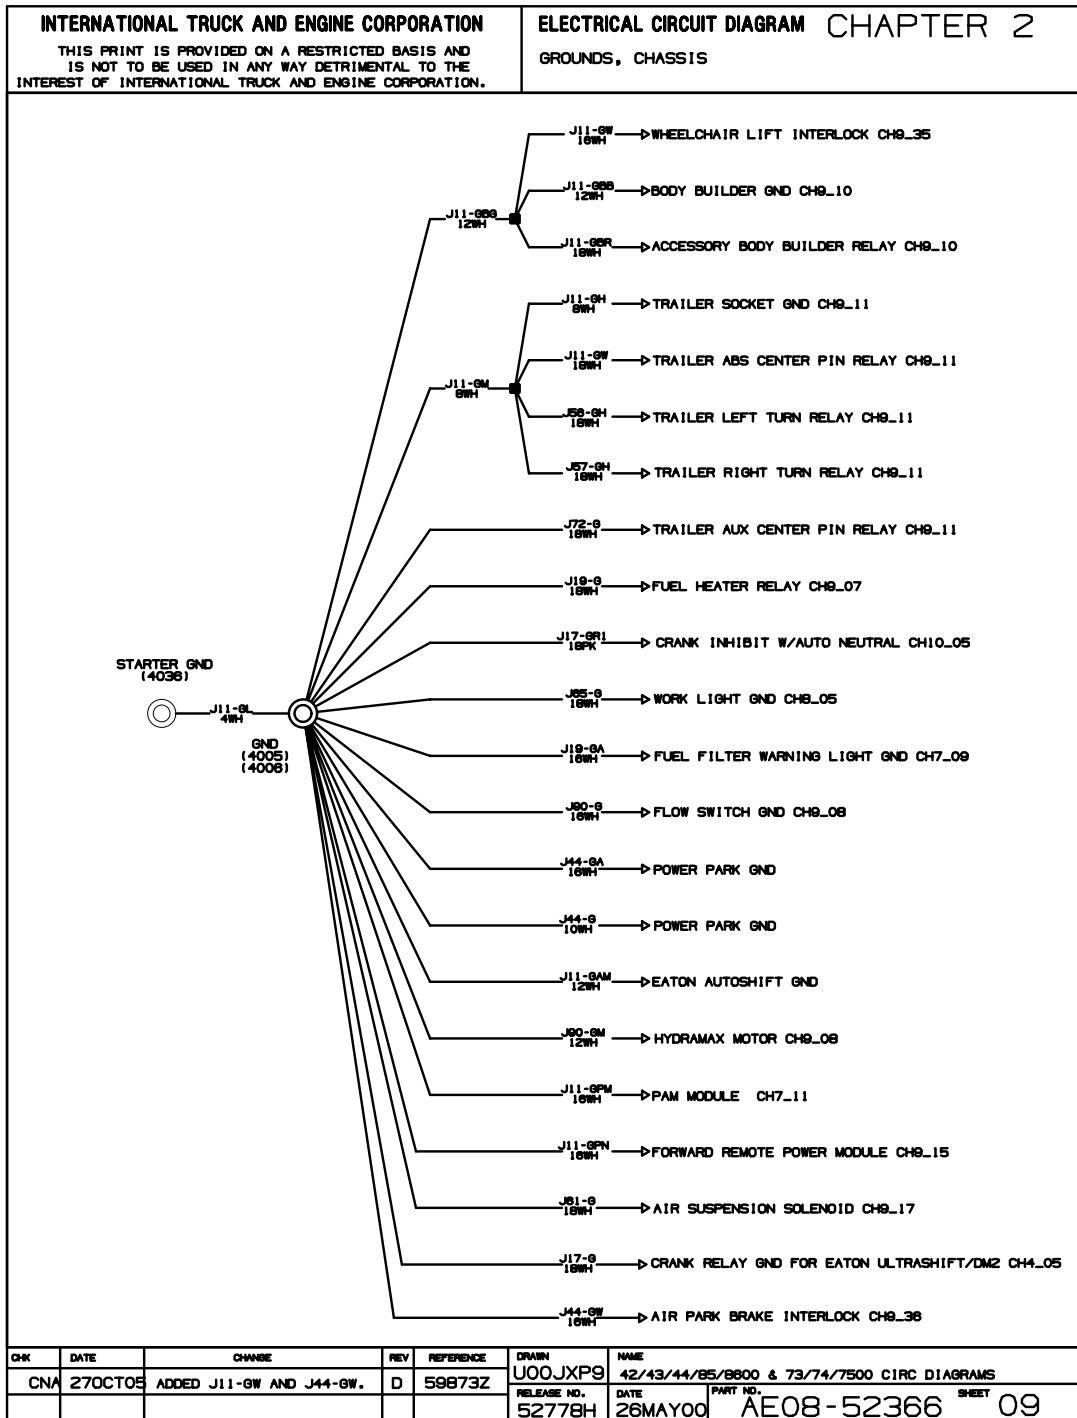 INTERNATIONAL TRUCK AND ENGINE CORPORATION
THIS PRINT IS PROVIDED ON A RESTRICTED BASIS AND
IS NOT TO BE USED IN ANY WAY DETRIMENTAL TO THE
INTEREST OF INTERNATIONAL TRUCK AND ENGINE CORPORATION.
ELECTRICAL CIRCUIT DIAGRAM CHAPTER 2
GROUNDS, CHASSIS
J11-GW
16WH
WHEELCHAIR LIFT INTERLOCK CH9_35
J11-GBB
12WH
BODY BUILDER GND CH9_10
J11-GBG
12WH
J11-GBR
18WH
ACCESSORY BODY BUILDER RELAY CH9_10
J11-GH
8WH
TRAILER SOCKET GND CH9_11
J11-GW
18WH
TRAILER ABS CENTER PIN RELAY CH9_11
J11-GM
8WH
J56-GH
18WH
TRAILER LEFT TURN RELAY CH9_11
J57-GH
18WH
TRAILER RIGHT TURN RELAY CH9_11
J72-G
18WH
TRAILER AUX CENTER PIN RELAY CH9_11
J19-G
18WH
FUEL HEATER RELAY CH9_07
J17-GR1
18PK
CRANK INHIBIT W/AUTO NEUTRAL CH10_05
STARTER GND
(4036)
J11-GL
4WH
GND
(4005)
(4006)
J65-G
18WH
WORK LIGHT GND CH8_05
J19-GA
16WH
FUEL FILTER WARNING LIGHT GND CH7_09
J90-G
16WH
FLOW SWITCH GND CH9_08
J44-GA
16WH
POWER PARK GND
J44-G
10WH
POWER PARK GND
J11-GAM
12WH
EATON AUTOSHIFT GND
J90-GM
12WH
HYDRAMAX MOTOR CH9_08
J11-GPM
16WH
PAM MODULE CH7_11
J11-GPN
16WH
FORWARD REMOTE POWER MODULE CH9_15
J61-G
18WH
AIR SUSPENSION SOLENOID CH9_17
J17-G
18WH
CRANK RELAY GND FOR EATON ULTRASHIFT/DM2 CH4_05
J44-GW
16WH
AIR PARK BRAKE INTERLOCK CH9_36
CHK DATE CHANGE REV REFERENCE
CNA 27OCT05 ADDED J11-GW AND J44-GW. D 59873Z
DRAWN
U00JXP9
NAME
42/43/44/85/8600 & 73/74/7500 CIRC DIAGRAMS
RELEASE NO.
52778H
DATE
26MAY00
PART NO.
AE08-52366
SHEET
09